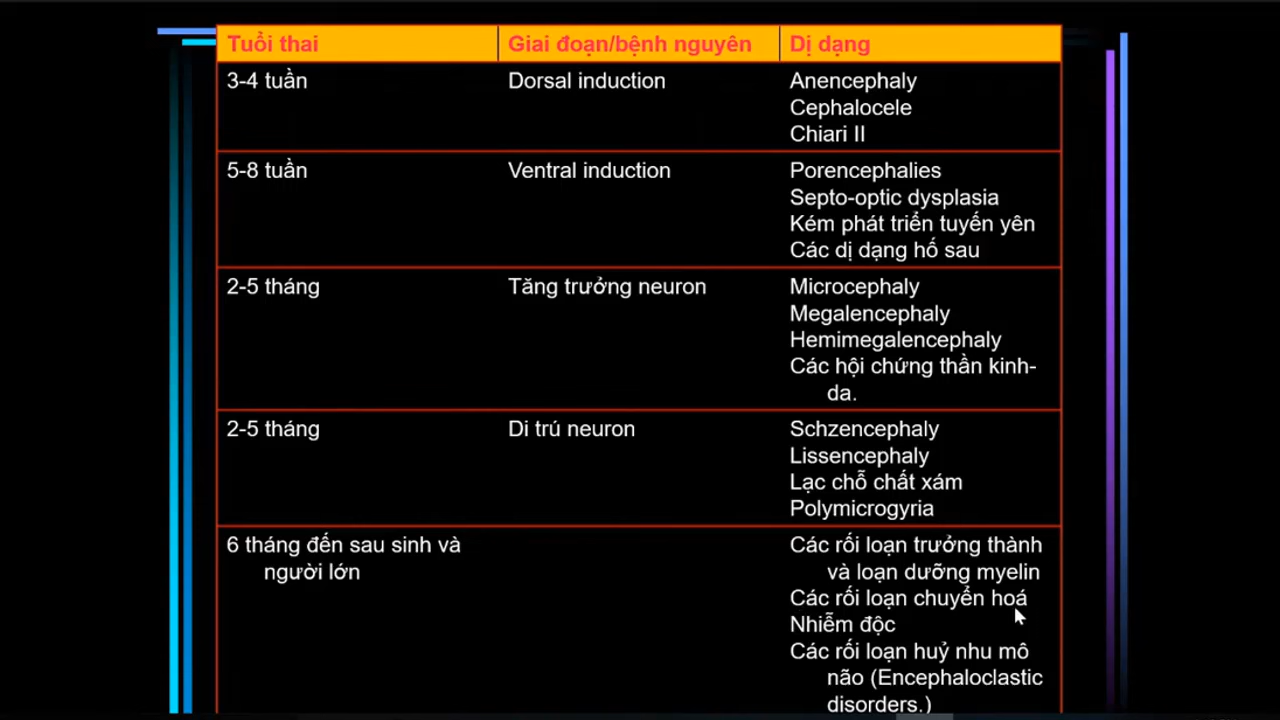 Tuổi thai
Giai đoạn/bệnh nguyên
Dị dạng
3-4 tuần
Dorsal induction
Anencephaly
Cephalocele
Chiari II
5-8 tuần
Ventral induction
Porencephalies
Septo-optic dysplasia
Kém phát triển tuyến yên
Các dị dạng hố sau
2-5 tháng
Tăng trưởng neuron
Microcephaly
Megalencephaly
Hemimegalencephaly
Các hội chứng thần kinh-
da.
2-5 tháng
Di trú neuron
Schzencephaly
Lissencephaly
Lạc chỗ chất xám
Polymicrogyria
6 tháng đến sau sinh và
người lớn
Các rối loạn trưởng thành
và loạn dưỡng myelin
Các rối loạn chuyển hoá
Nhiễm độc
Các rối loạn huỷ nhu mô
não (Encephaloclastic
disorders.)